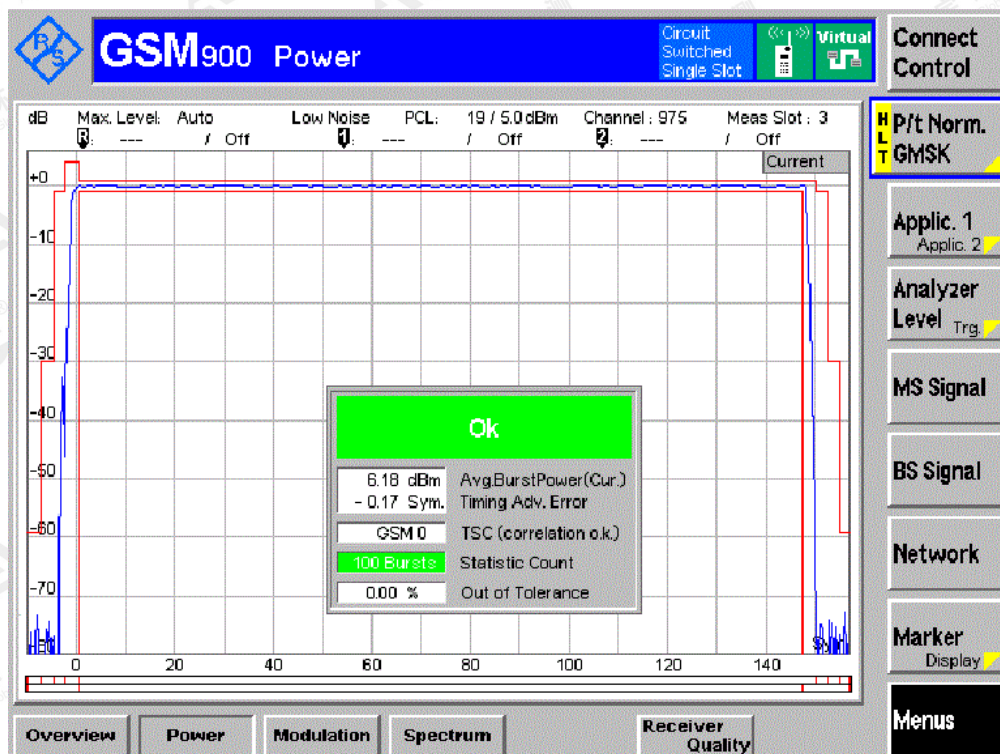 R S
GSM900 Power
Circuit Switched Single Slot
Virtual
Connect Control
dB Max. Level: Auto Low Noise PCL: 19 / 5.0 dBm Channel : 975 Meas Slot : 3
R: --- / Off 1: --- / Off 2: --- / Off
Current
HLT P/t Norm. GMSK
+0
-10
-20
-30
-40
-50
-60
-70
Applic. 1
Applic. 2
Analyzer Level Trg.
MS Signal
BS Signal
Network
Marker
Display
Menus
Ok
6.18 dBm Avg.BurstPower(Cur.)
- 0.17 Sym. Timing Adv. Error
GSM 0 TSC (correlation o.k.)
100 Bursts Statistic Count
0.00 % Out of Tolerance
Sym
0 20 40 60 80 100 120 140
Overview Power Modulation Spectrum Receiver Quality